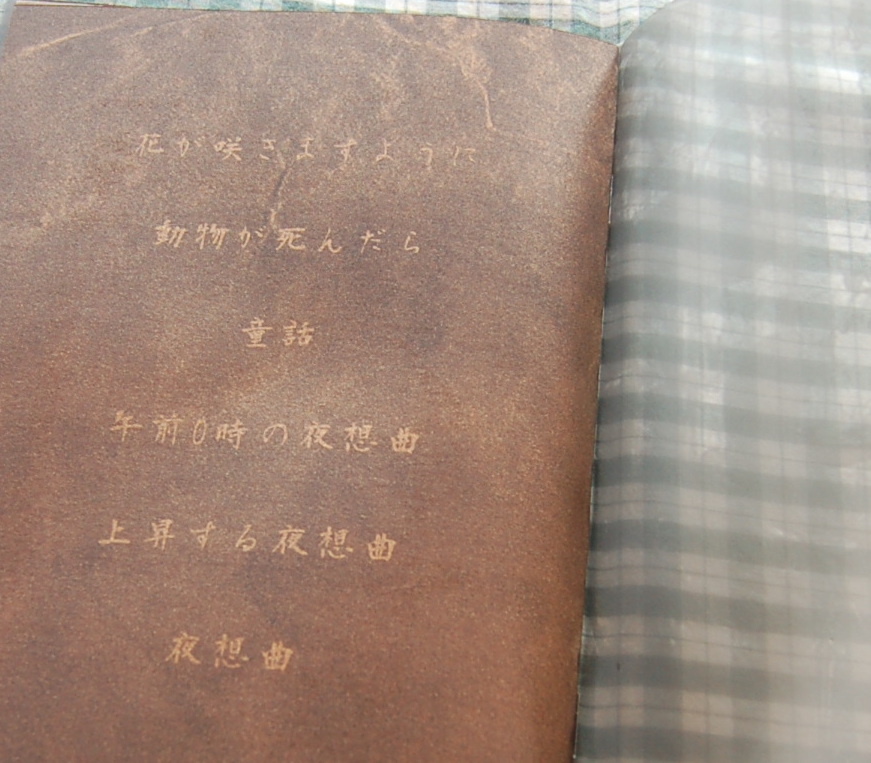 花が咲きますように
動物が死んだら
童話
午前0時の夜想曲
上昇する夜想曲
夜想曲